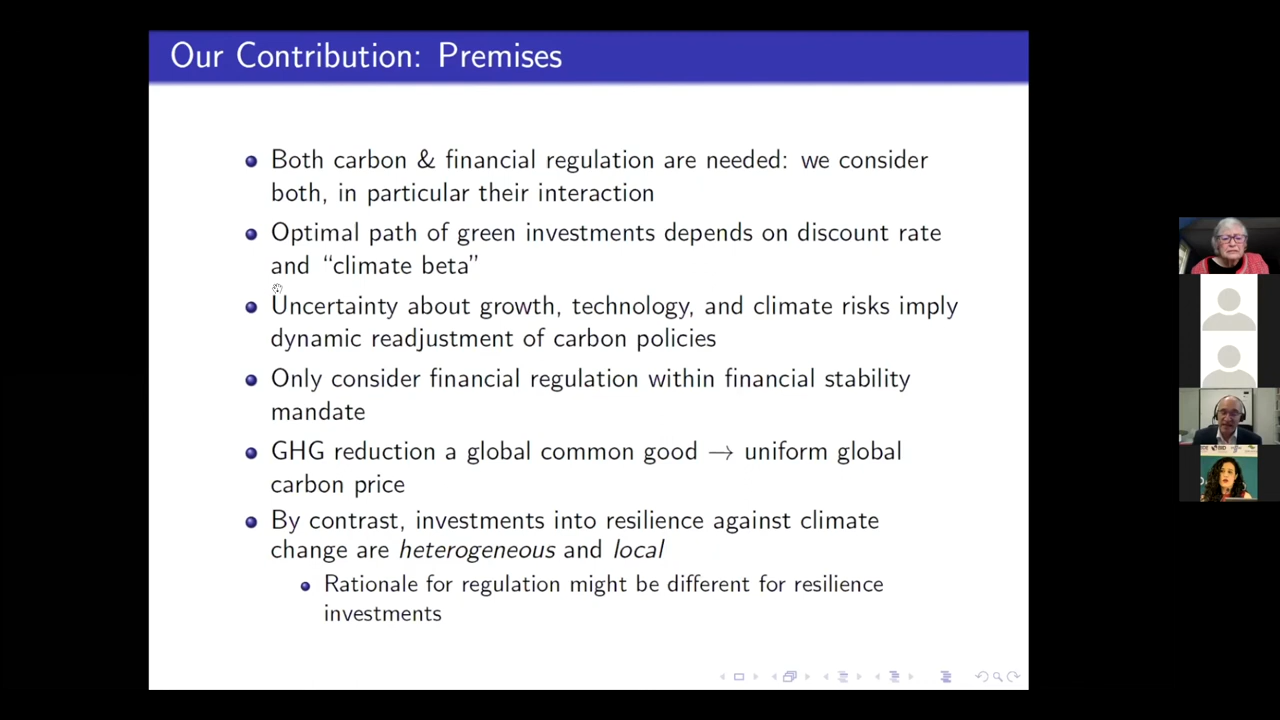 Our Contribution: Premises
Both carbon & financial regulation are needed: we consider
both, in particular their interaction
Optimal path of green investments depends on discount rate
and “climate beta”
Uncertainty about growth, technology, and climate risks imply
dynamic readjustment of carbon policies
Only consider financial regulation within financial stability
mandate
GHG reduction a global common good → uniform global
carbon price
By contrast, investments into resilience against climate
change are heterogeneous and local
Rationale for regulation might be different for resilience
investments